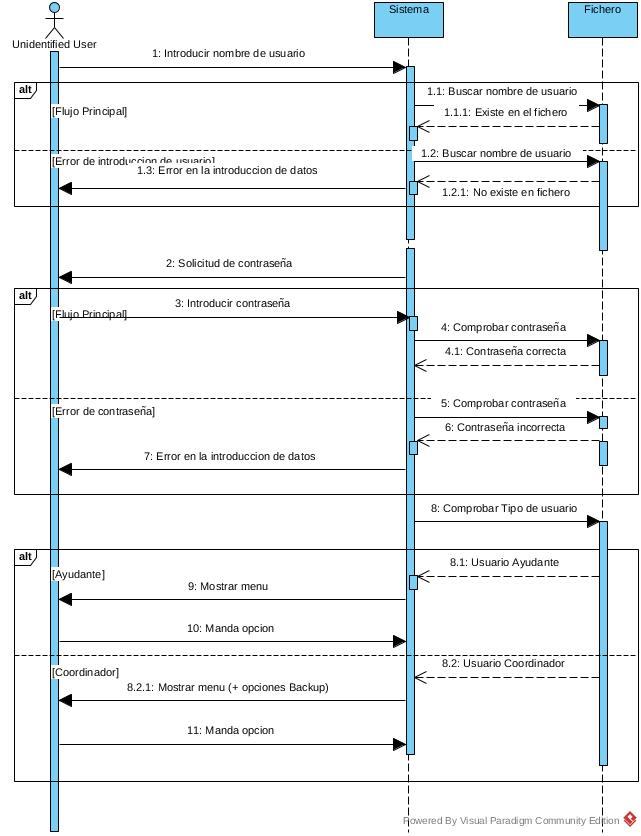 Sistema
Fichero
Unidentified User
1: Introducir nombre de usuario
alt
1.1: Buscar nombre de usuario
[Flujo Principal]
1.1.1: Existe en el fichero
[Error de introduccion de usuario]
1.2: Buscar nombre de usuario
1.3: Error en la introduccion de datos
1.2.1: No existe en fichero
2: Solicitud de contraseña
alt
3: Introducir contraseña
[Flujo Principal]
4: Comprobar contraseña
4.1: Contraseña correcta
5: Comprobar contraseña
[Error de contraseña]
6: Contraseña incorrecta
7: Error en la introduccion de datos
8: Comprobar Tipo de usuario
alt
8.1: Usuario Ayudante
[Ayudante]
9: Mostrar menu
10: Manda opcion
8.2: Usuario Coordinador
[Coordinador]
8.2.1: Mostrar menu (+ opciones Backup)
11: Manda opcion
Powered By Visual Paradigm Community Edition